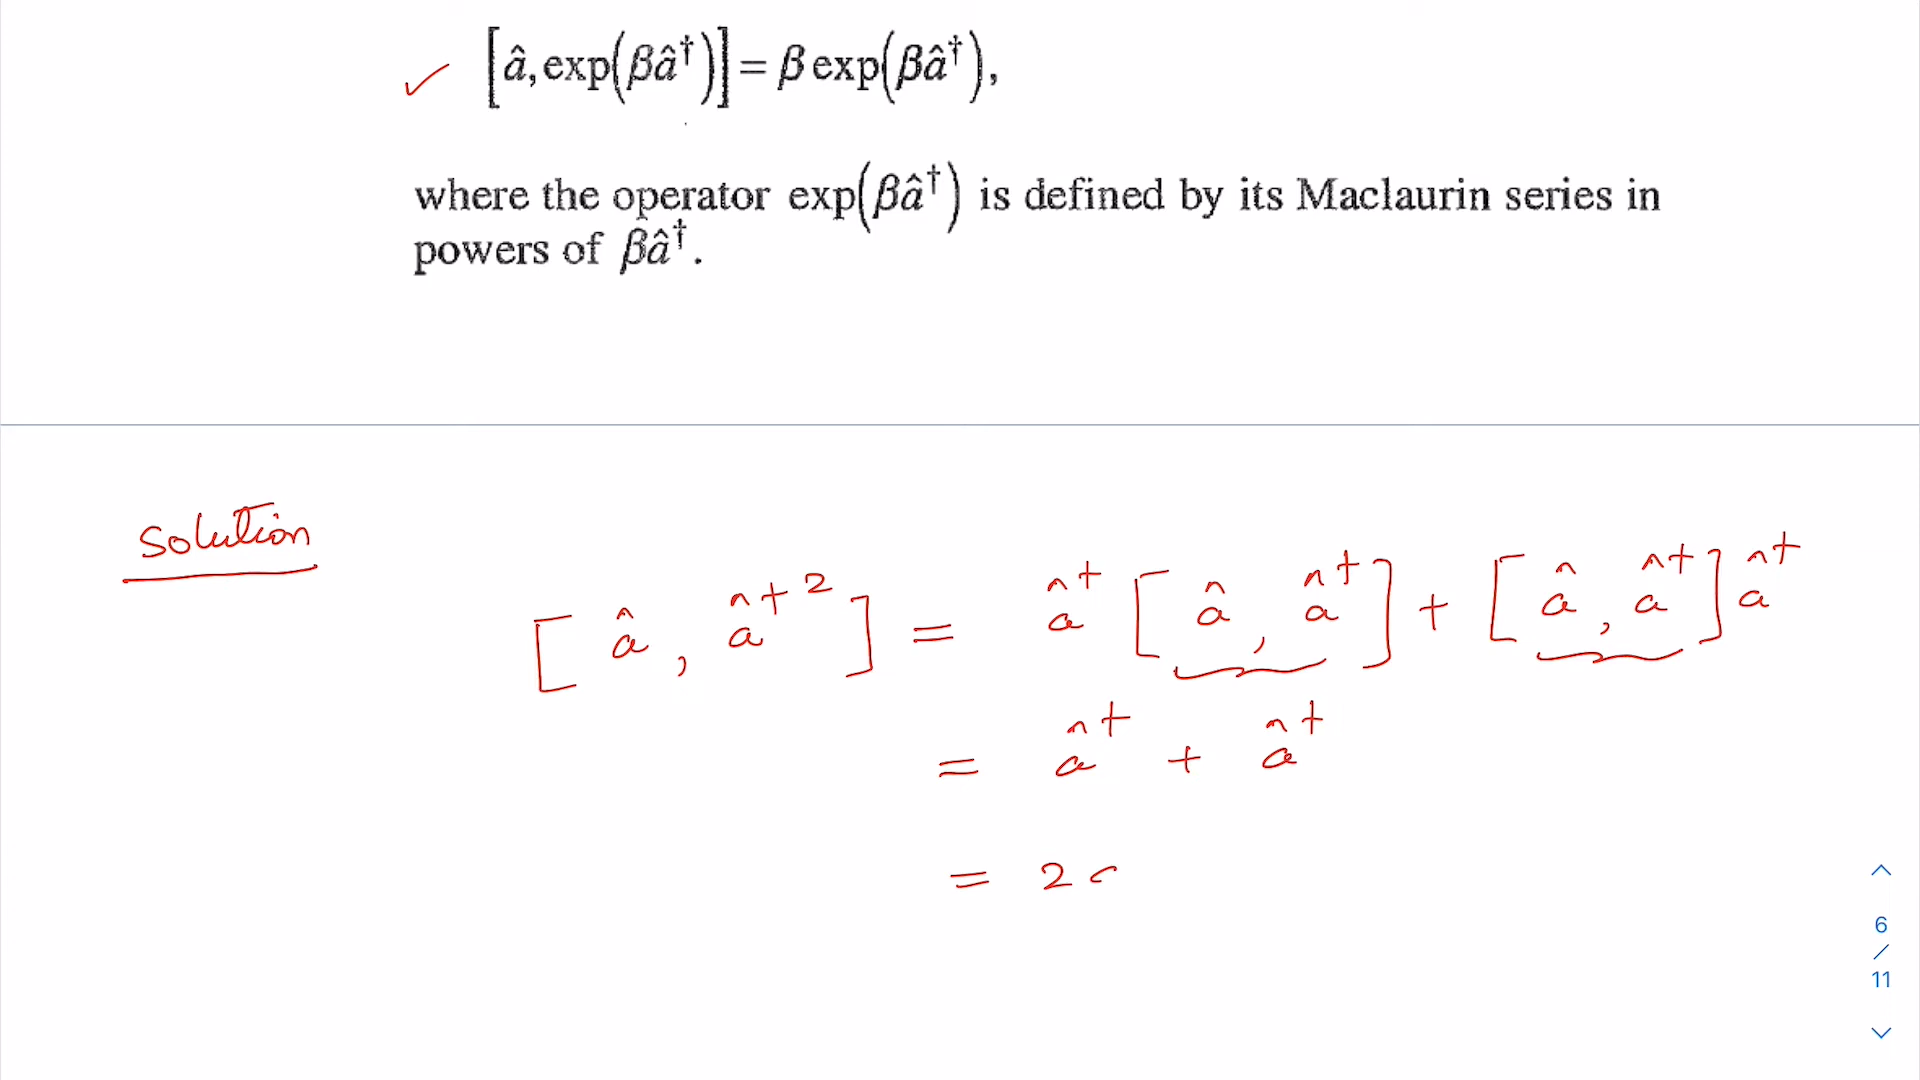 ✓ [â, exp(βâ†)] = β exp(βâ†),
where the operator exp(βâ†) is defined by its Maclaurin series in
powers of βâ†.
Solution
[ â , â†² ] = â† [ â , â† ] + [ â , â† ] â†
= â† + â†
= 2
6
/
11